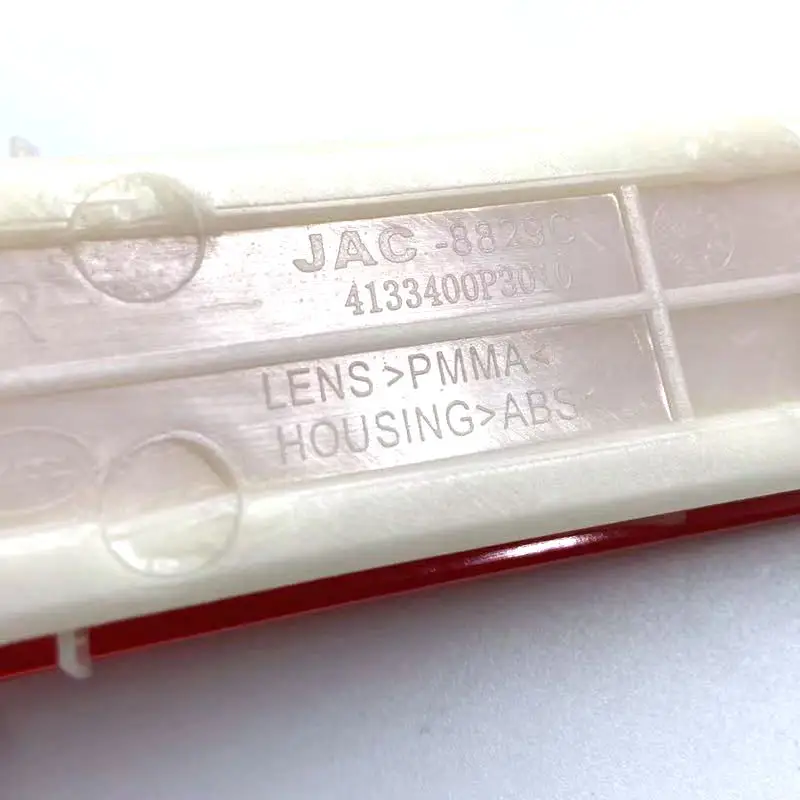 JAC -8829C
4133400P3010
R
LENS >PMMA<
HOUSING>ABS